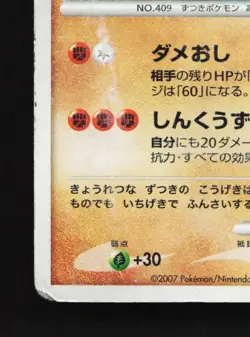 NO.409 ずつきポケモン 高
ダメおし
相手の残りHPが「
ジは「60」になる。
しんくうず
自分にも20ダメー
抗力・すべての効果
きょうれつな ずつきの こうげきは
ものでも いちげきで ふんさいする
弱点
抵
+30
©2007 Pokémon/Nintendo